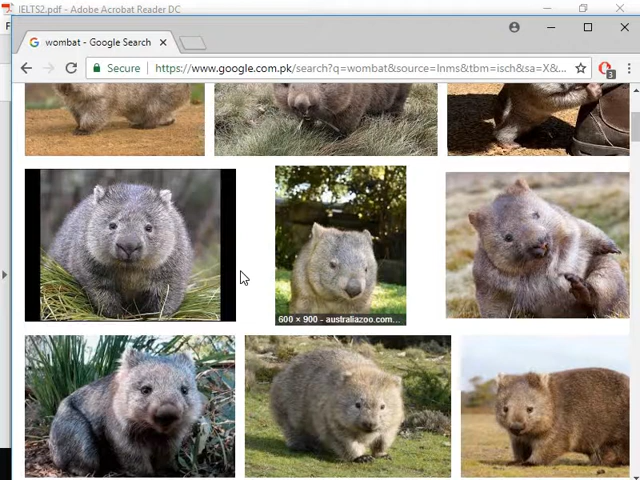 IELTS2.pdf - Adobe Acrobat Reader DC
F
wombat - Google Search
Secure
https://www.google.com.pk/search?q=wombat&source=lnms&tbm=isch&sa=X&...
3
600 × 900 - australiazoo.com...